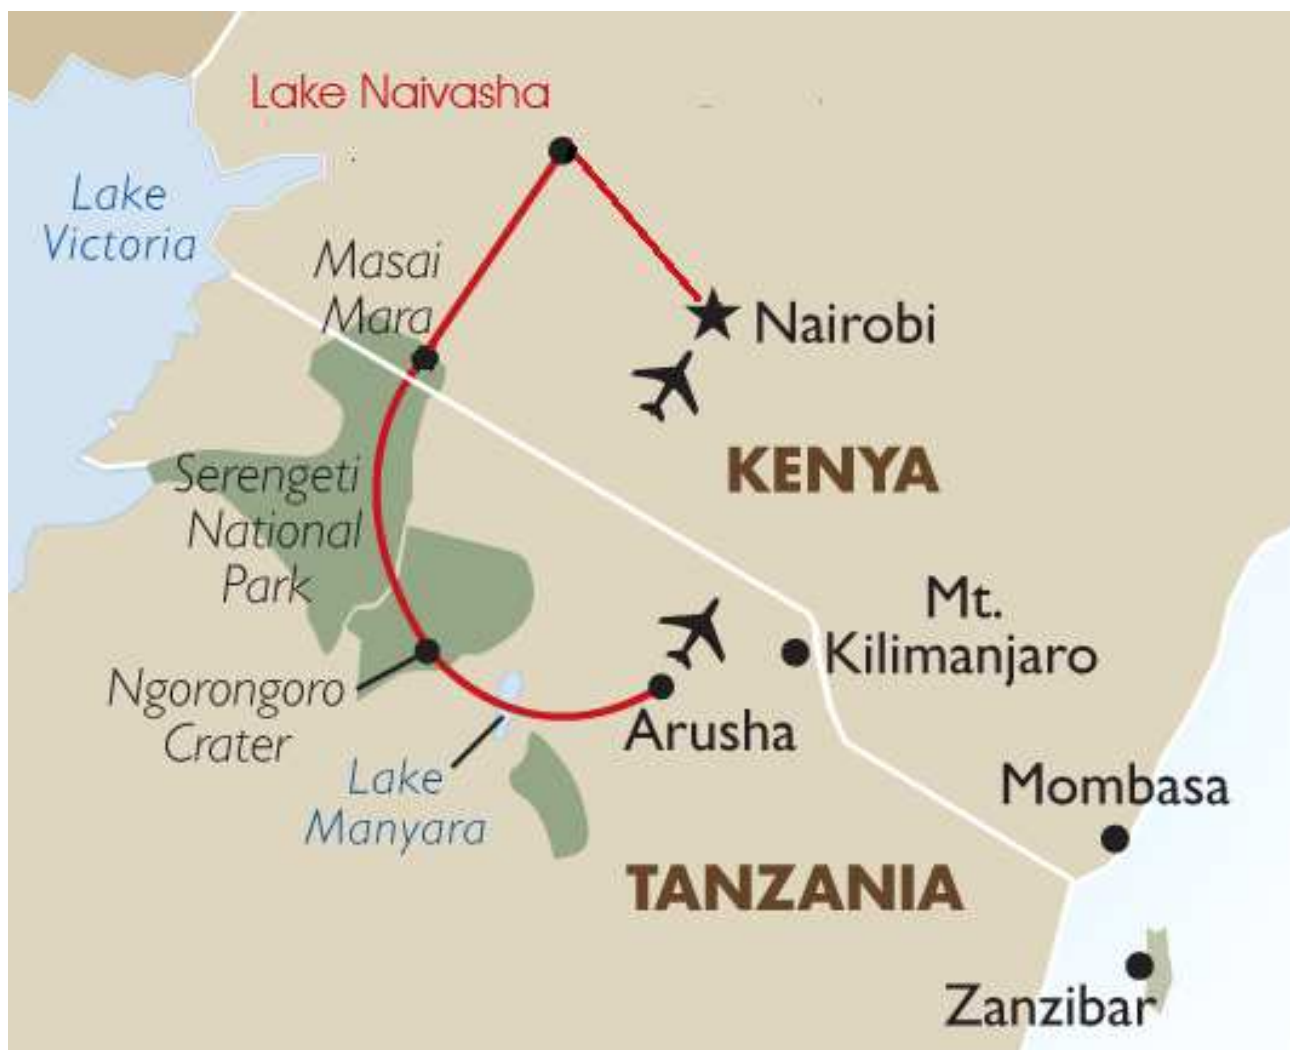 Lake Naivasha
Lake
Victoria
Masai
Mara
Nairobi
KENYA
Serengeti
National
Park
Mt.
Kilimanjaro
Ngorongoro
Crater
Arusha
Lake
Manyara
Mombasa
TANZANIA
Zanzibar